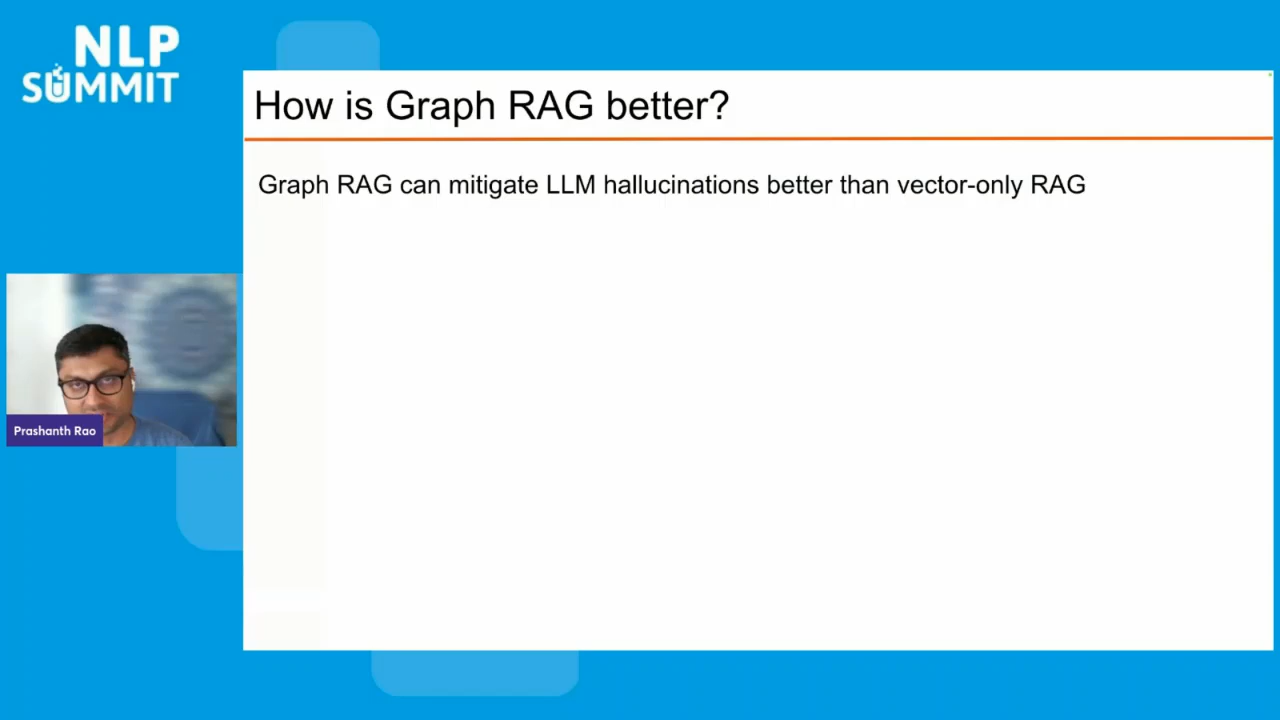 NLP
SUMMIT
How is Graph RAG better?
Graph RAG can mitigate LLM hallucinations better than vector-only RAG
Prashanth Rao